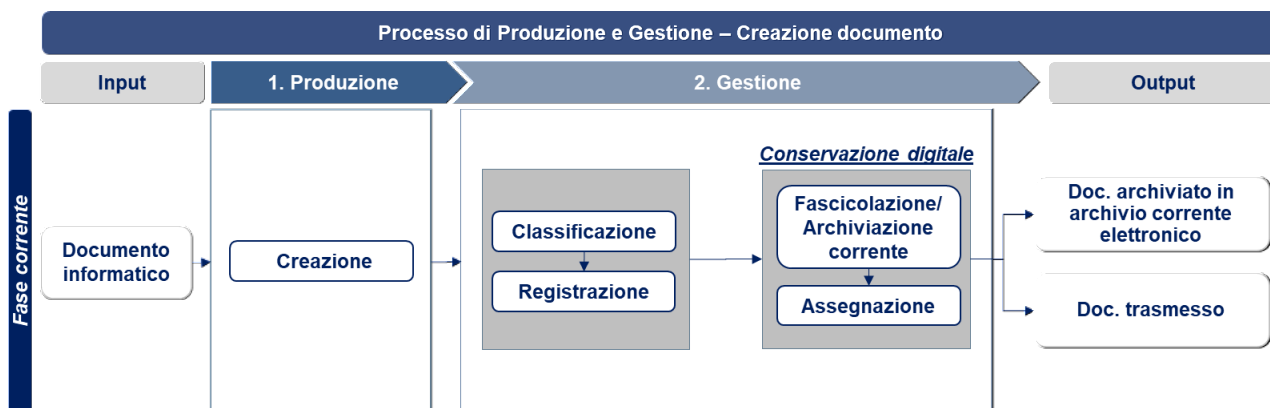 Processo di Produzione e Gestione – Creazione documento
Input
1. Produzione
2. Gestione
Output
Fase corrente
Documento
informatico
Creazione
Classificazione
Registrazione
Conservazione digitale
Fascicolazione/
Archiviazione
corrente
Assegnazione
Doc. archiviato in
archivio corrente
elettronico
Doc. trasmesso